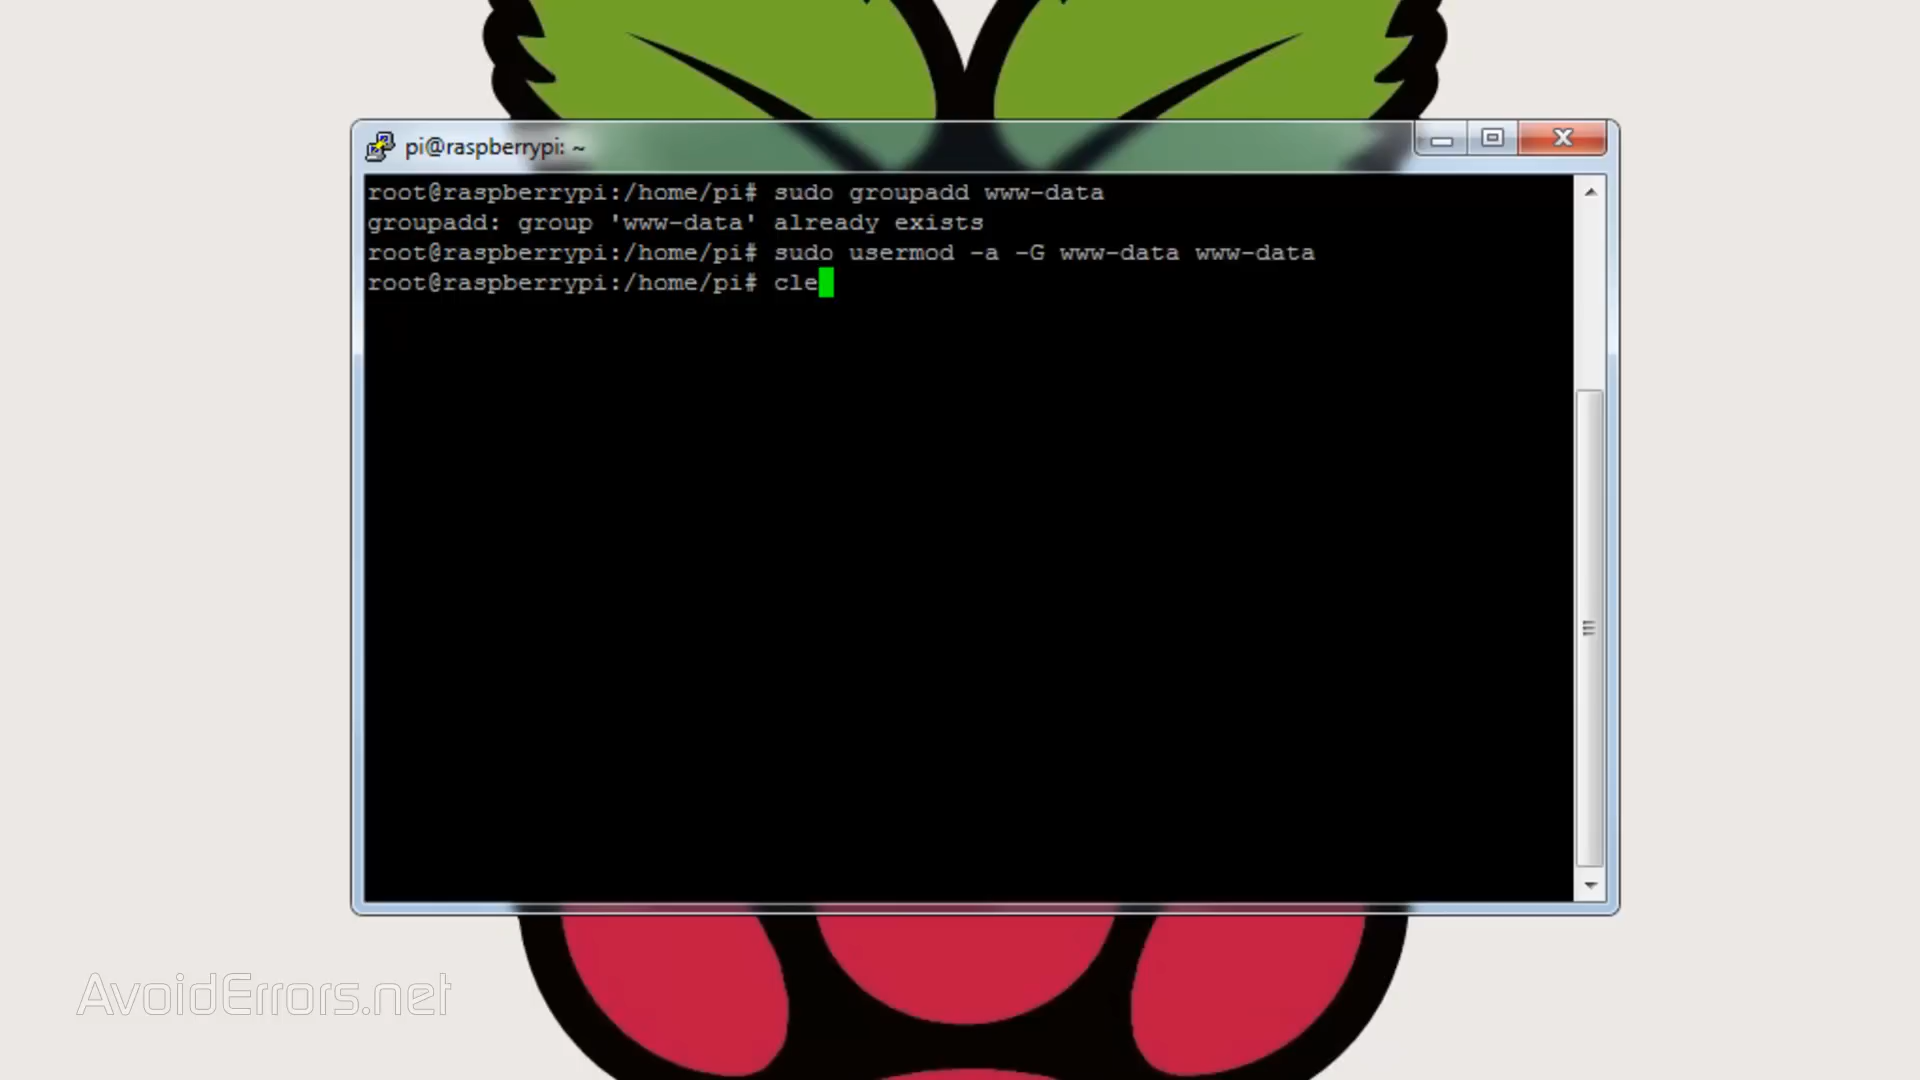 pi@raspberrypi: ~
root@raspberrypi:/home/pi# sudo groupadd www-data
groupadd: group 'www-data' already exists
root@raspberrypi:/home/pi# sudo usermod -a -G www-data www-data
root@raspberrypi:/home/pi# cle
AvoidErrors.net